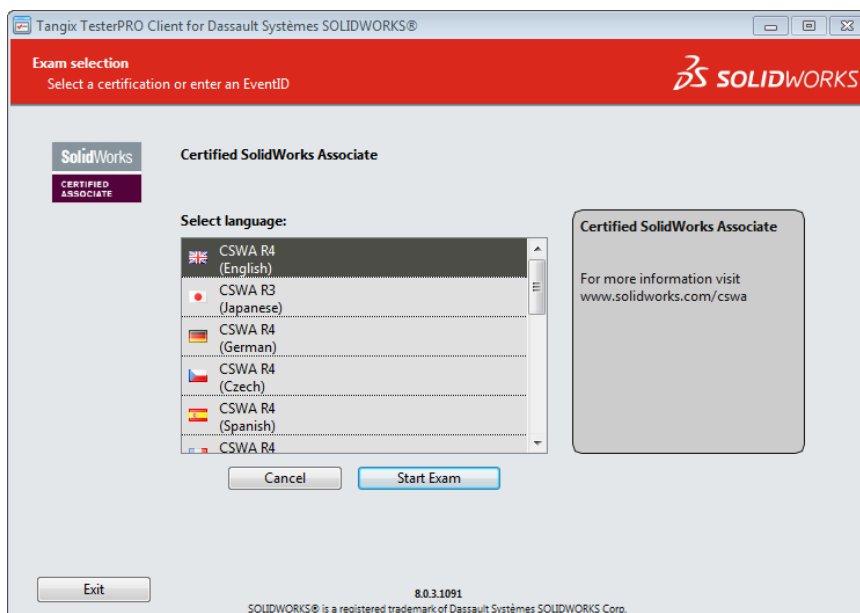 Tangix TesterPRO Client for Dassault Systèmes SOLIDWORKS®
Exam selection
Select a certification or enter an EventID
SOLIDWORKS
SolidWorks
CERTIFIED
ASSOCIATE
Certified SolidWorks Associate
Select language:
CSWA R4
(English)
CSWA R3
(Japanese)
CSWA R4
(German)
CSWA R4
(Czech)
CSWA R4
(Spanish)
CSWA R4
Certified SolidWorks Associate
For more information visit
www.solidworks.com/cswa
Cancel
Start Exam
Exit
8.0.3.1091
SOLIDWORKS® is a registered trademark of Dassault Systèmes SOLIDWORKS Corp.